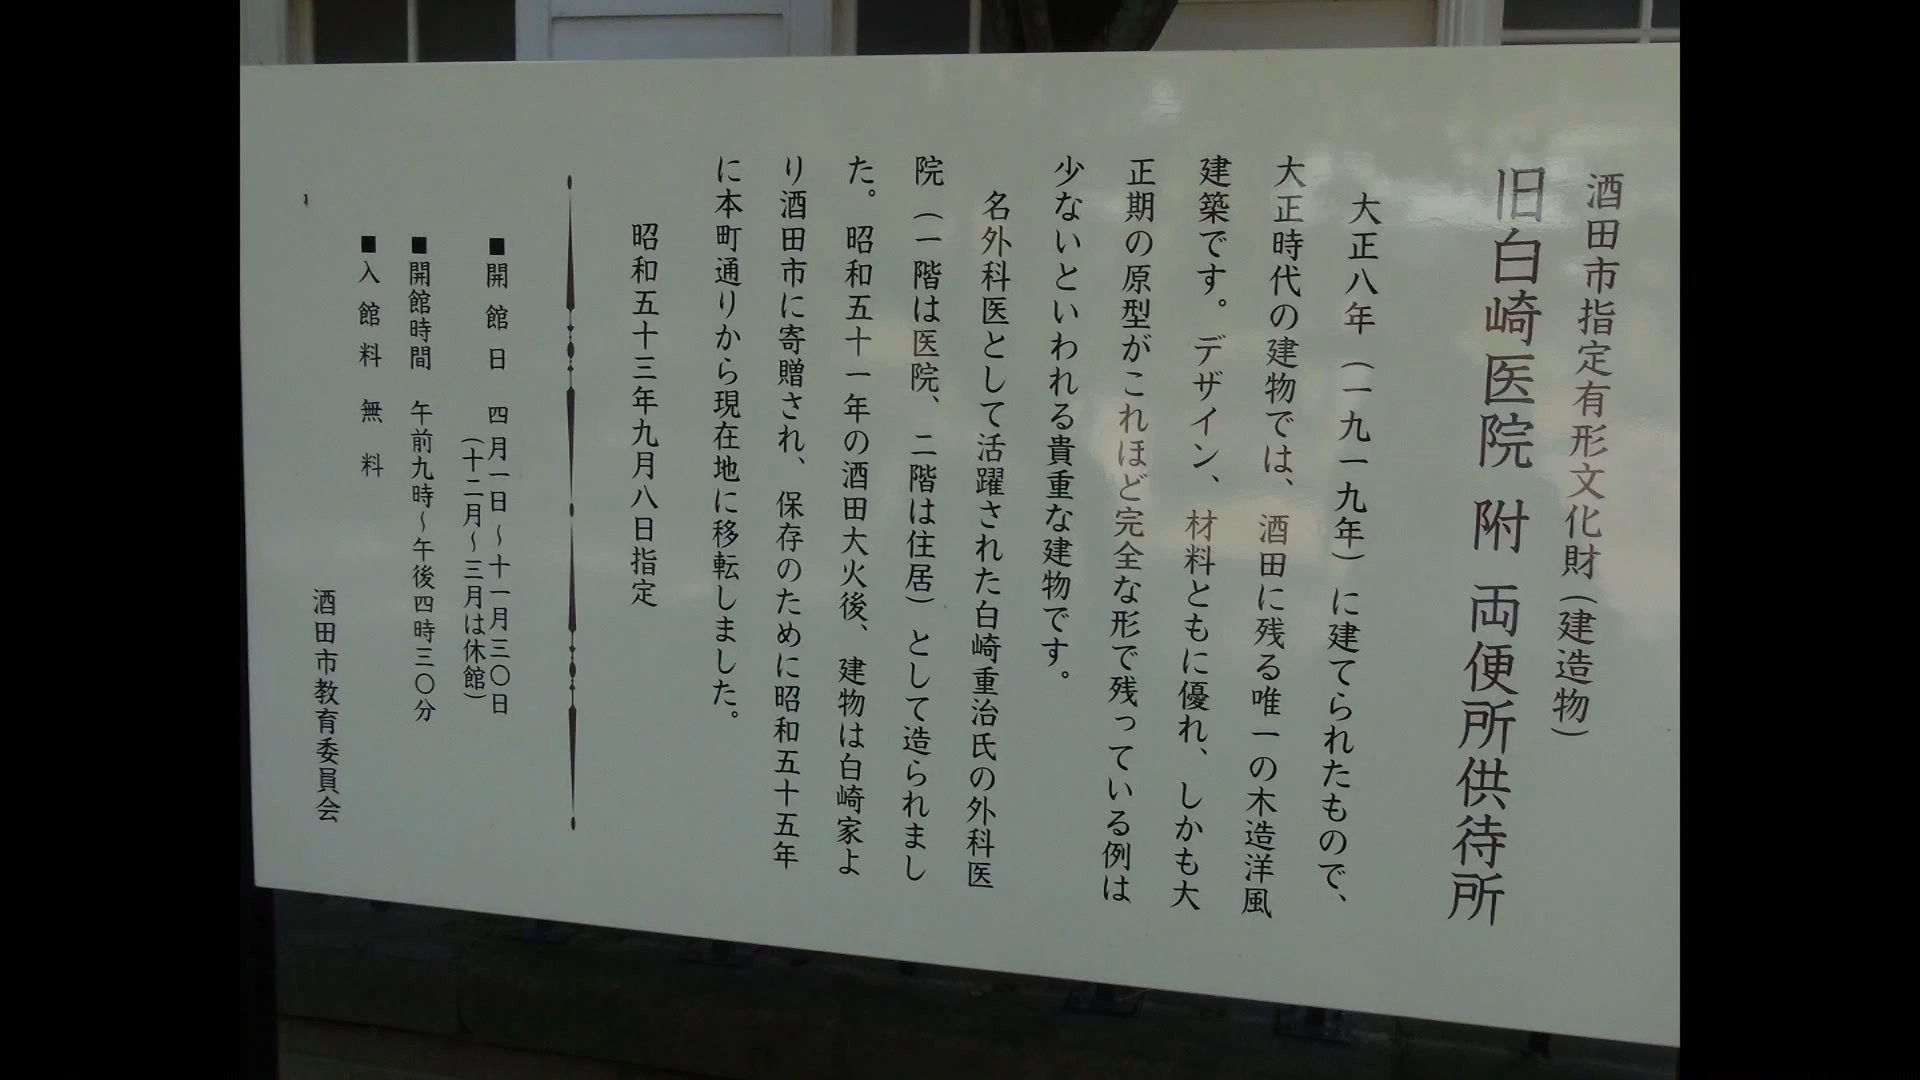 酒田市指定有形文化財(建造物)
旧白崎医院 附 両便所供待所
大正八年(一九一九年)に建てられたもので、
大正時代の建物では、酒田に残る唯一の木造洋風
建築です。デザイン、材料ともに優れ、しかも大
正期の原型がこれほど完全な形で残っている例は
少ないといわれる貴重な建物です。
名外科医として活躍された白崎重治氏の外科医
院(一階は医院、二階は住居)として造られまし
た。昭和五十一年の酒田大火後、建物は白崎家よ
り酒田市に寄贈され、保存のために昭和五十五年
に本町通りから現在地に移転しました。
昭和五十三年九月八日指定
■開館日 四月一日～十一月三〇日
(十二月～三月は休館)
■開館時間 午前九時～午後四時三〇分
■入館料 無料
酒田市教育委員会